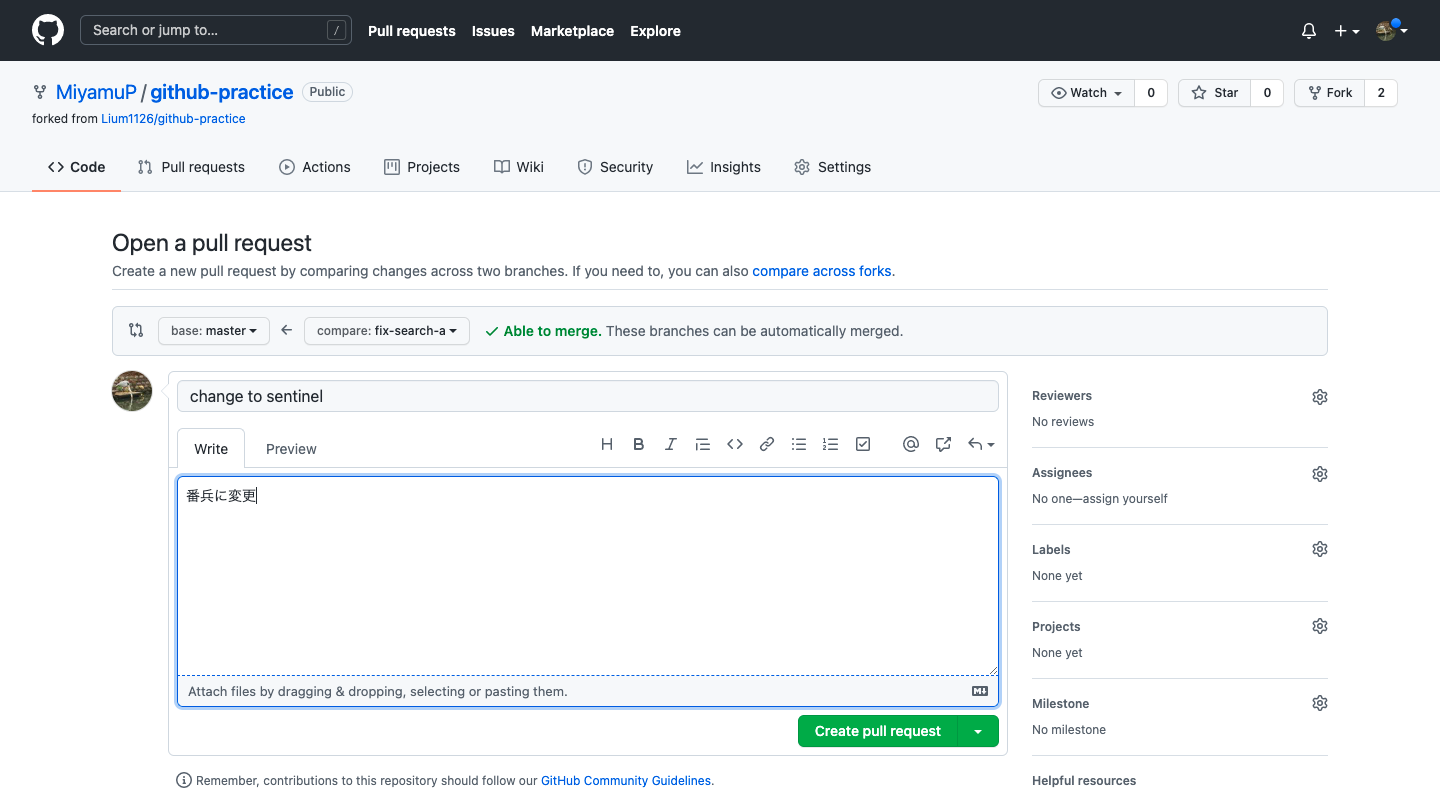 Search or jump to... /
Pull requests Issues Marketplace Explore
MiyamuP / github-practice Public
Watch 0 Star 0 Fork 2
forked from Lium1126/github-practice
Code Pull requests Actions Projects Wiki Security Insights Settings
Open a pull request
Create a new pull request by comparing changes across two branches. If you need to, you can also compare across forks.
base: master compare: fix-search-a Able to merge. These branches can be automatically merged.
change to sentinel
Write Preview
番兵に変更
Attach files by dragging & dropping, selecting or pasting them.
Create pull request
Remember, contributions to this repository should follow our GitHub Community Guidelines.
Reviewers
No reviews
Assignees
No one—assign yourself
Labels
None yet
Projects
None yet
Milestone
No milestone
Helpful resources